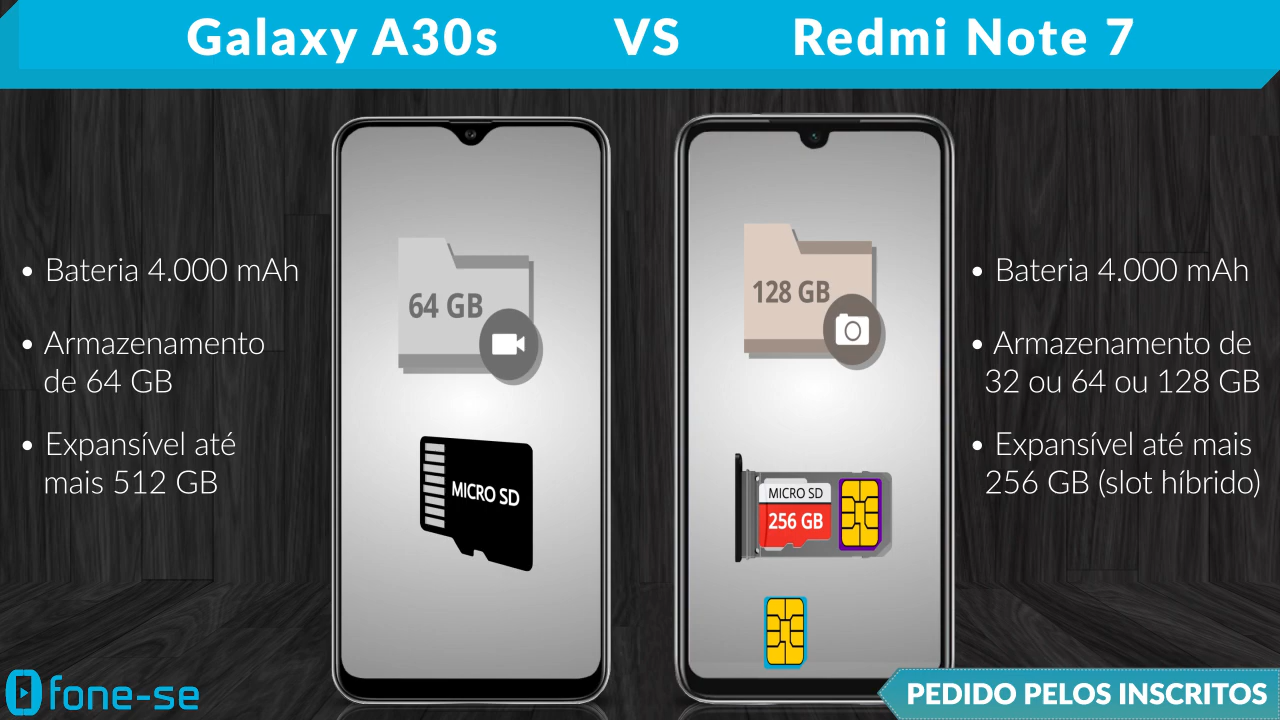 Galaxy A30s VS Redmi Note 7
• Bateria 4.000 mAh
• Armazenamento
de 64 GB
• Expansível até
mais 512 GB
64 GB
MICRO SD
128 GB
MICRO SD
256 GB
• Bateria 4.000 mAh
• Armazenamento de
32 ou 64 ou 128 GB
• Expansível até mais
256 GB (slot híbrido)
fone-se
PEDIDO PELOS INSCRITOS